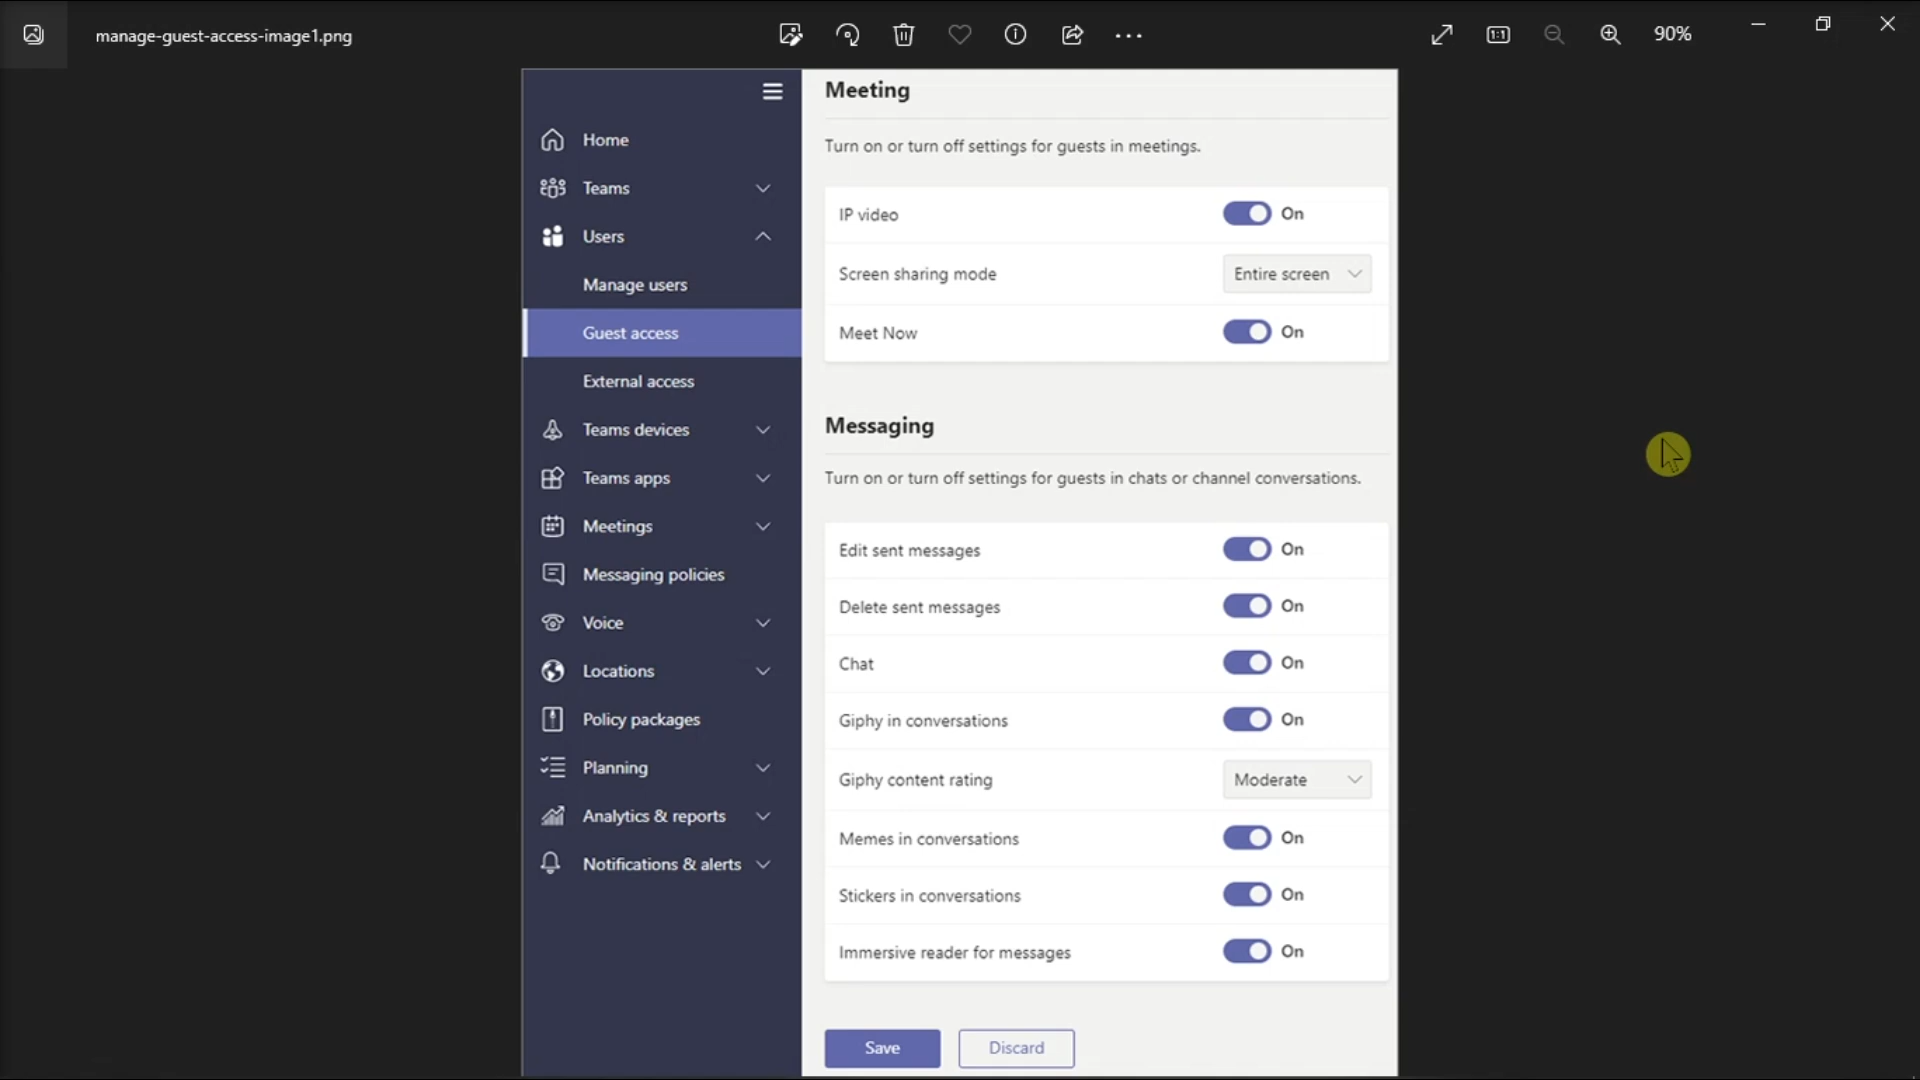 manage-guest-access-image1.png
90%
Home
Teams
Users
Manage users
Guest access
External access
Teams devices
Teams apps
Meetings
Messaging policies
Voice
Locations
Policy packages
Planning
Analytics & reports
Notifications & alerts
Meeting
Turn on or turn off settings for guests in meetings.
IP video On
Screen sharing mode Entire screen
Meet Now On
Messaging
Turn on or turn off settings for guests in chats or channel conversations.
Edit sent messages On
Delete sent messages On
Chat On
Giphy in conversations On
Giphy content rating Moderate
Memes in conversations On
Stickers in conversations On
Immersive reader for messages On
Save Discard